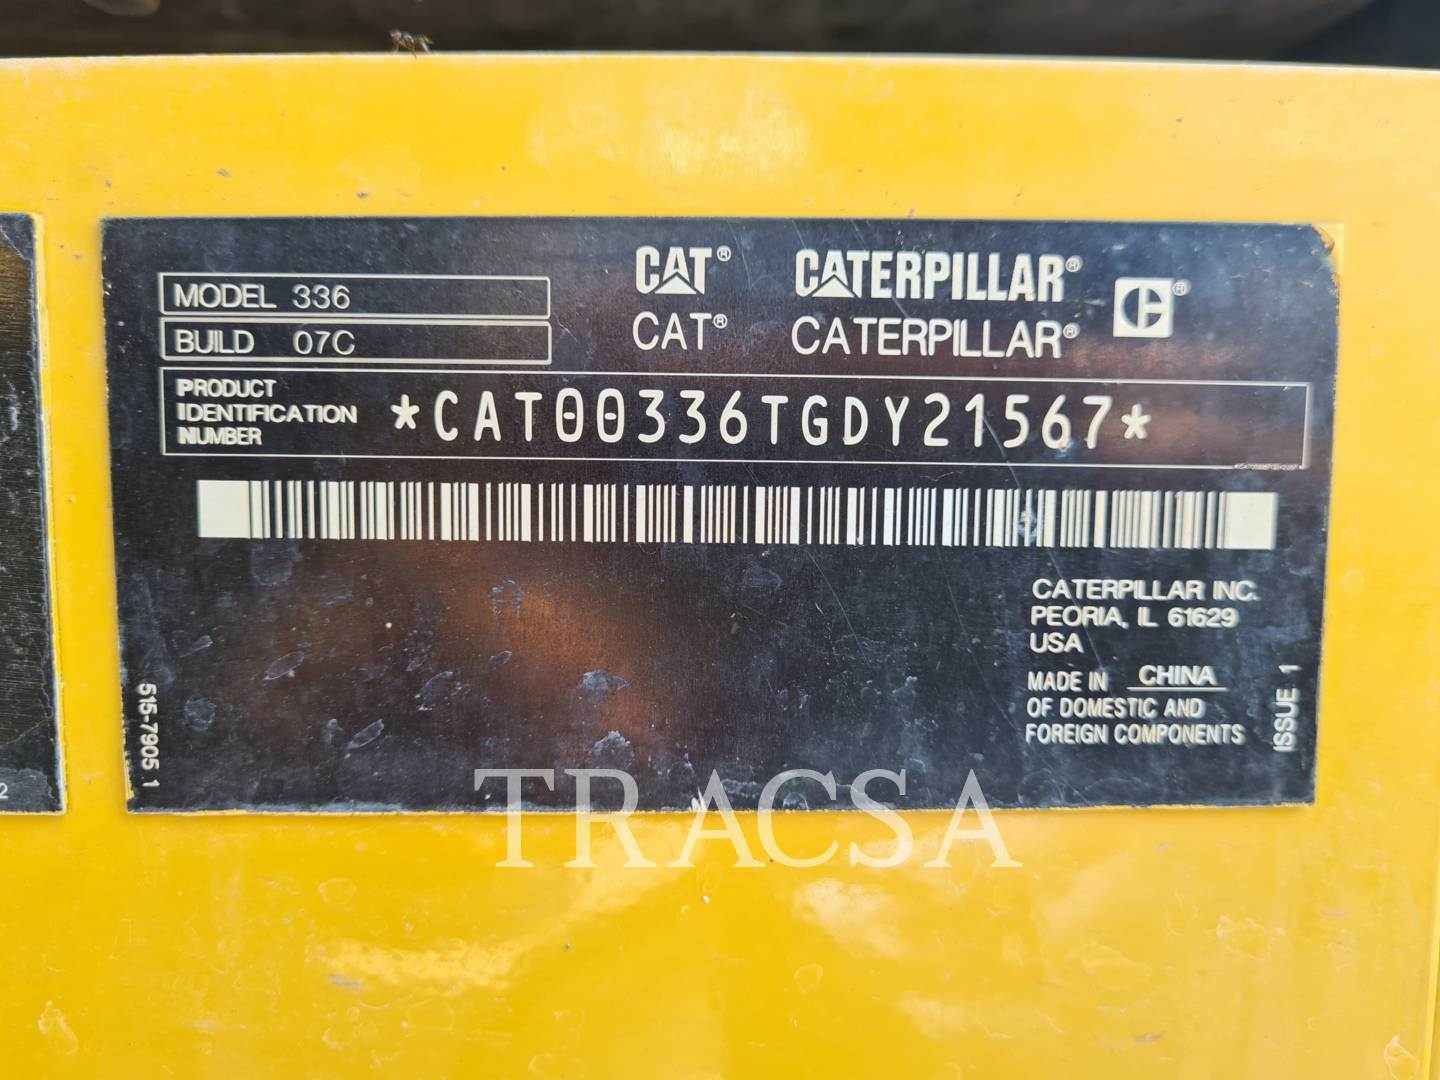 CAT® CATERPILLAR® C®
CAT® CATERPILLAR®
MODEL 336
BUILD 07C
PRODUCT
IDENTIFICATION
NUMBER
*CAT00336TGDY21567*
CATERPILLAR INC.
PEORIA, IL 61629
USA
MADE IN CHINA
OF DOMESTIC AND
FOREIGN COMPONENTS
ISSUE 1
515-7905 1
2
TRACSA